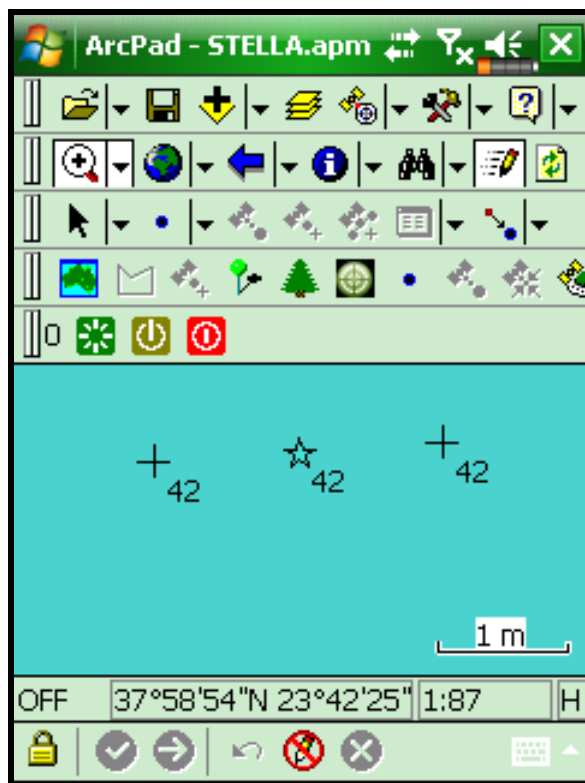 ArcPad - STELLA.apm
0
42 42 42
1 m
OFF 37°58'54"N 23°42'25" 1:87 H